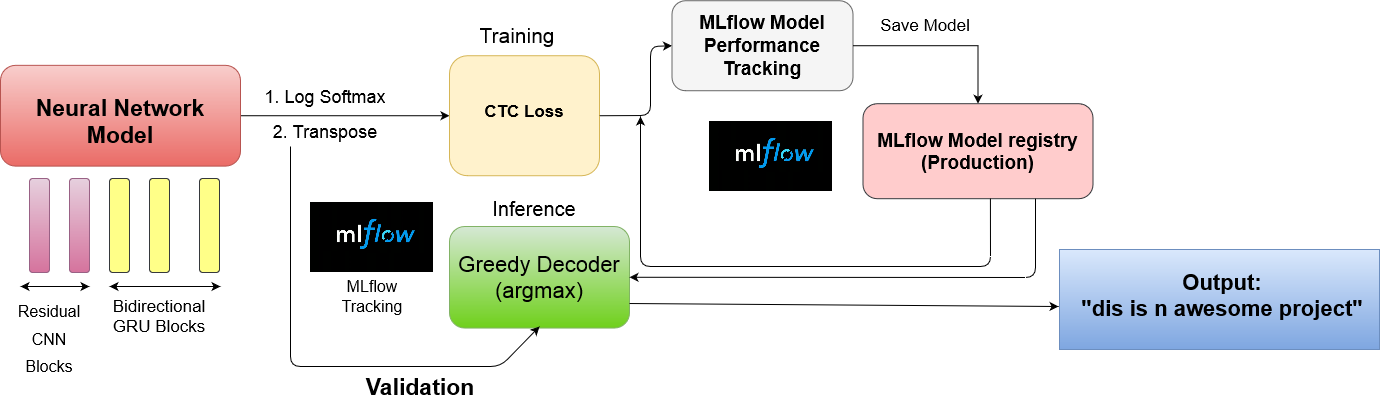 Neural Network
Model
Residual
CNN
Blocks
Bidirectional
GRU Blocks
1. Log Softmax
2. Transpose
Training
CTC Loss
mlflow
MLflow
Tracking
Inference
Greedy Decoder
(argmax)
Validation
MLflow Model
Performance
Tracking
Save Model
mlflow
MLflow Model registry
(Production)
Output:
"dis is n awesome project"